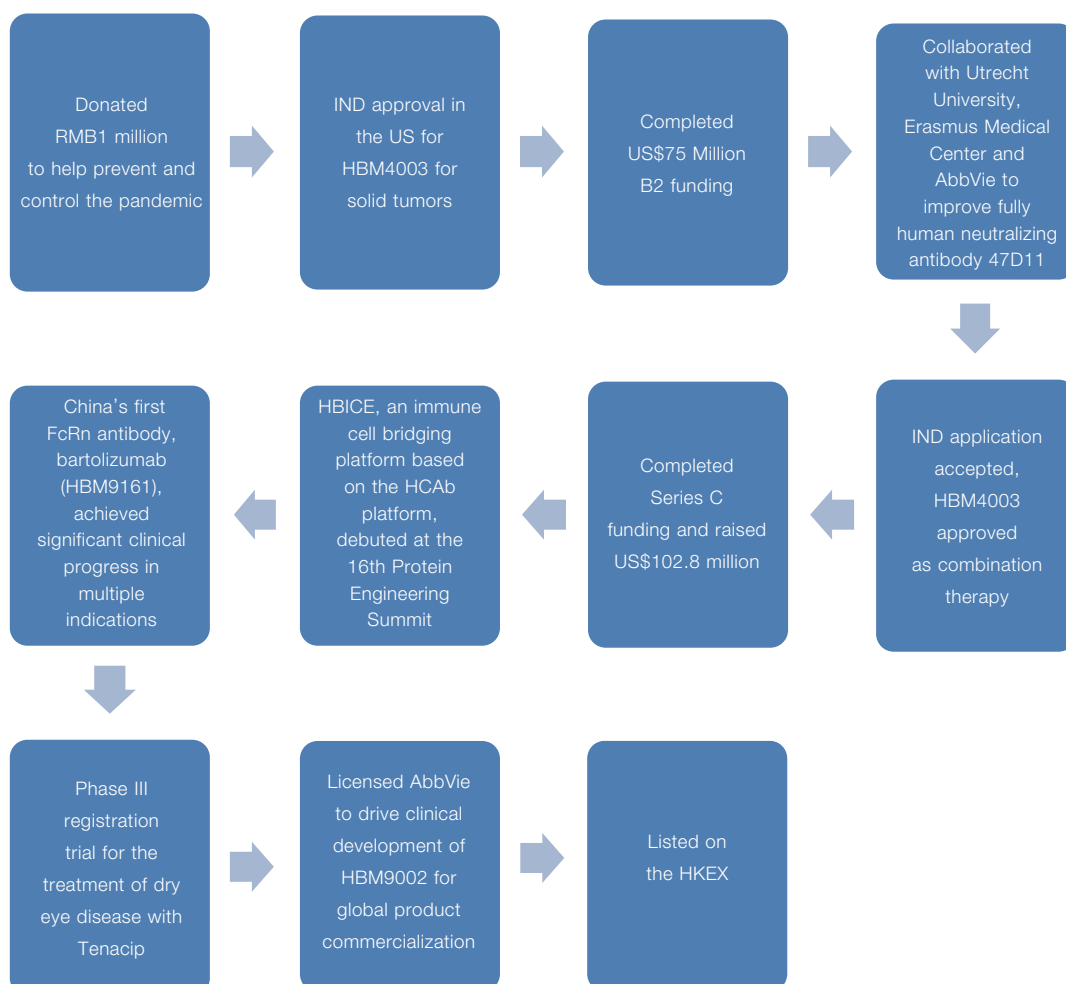 Donated
RMB1 million
to help prevent and
control the pandemic
IND approval in
the US for
HBM4003 for
solid tumors
Completed
US$75 Million
B2 funding
Collaborated
with Utrecht
University,
Erasmus Medical
Center and
AbbVie to
improve fully
human neutralizing
antibody 47D11
IND application
accepted,
HBM4003
approved
as combination
therapy
Completed
Series C
funding and raised
US$102.8 million
HBICE, an immune
cell bridging
platform based
on the HCAb
platform,
debuted at the
16th Protein
Engineering
Summit
China's first
FcRn antibody,
bartolizumab
(HBM9161),
achieved
significant clinical
progress in
multiple
indications
Phase III
registration
trial for the
treatment of dry
eye disease with
Tenacip
Licensed AbbVie
to drive clinical
development of
HBM9002 for
global product
commercialization
Listed on
the HKEX